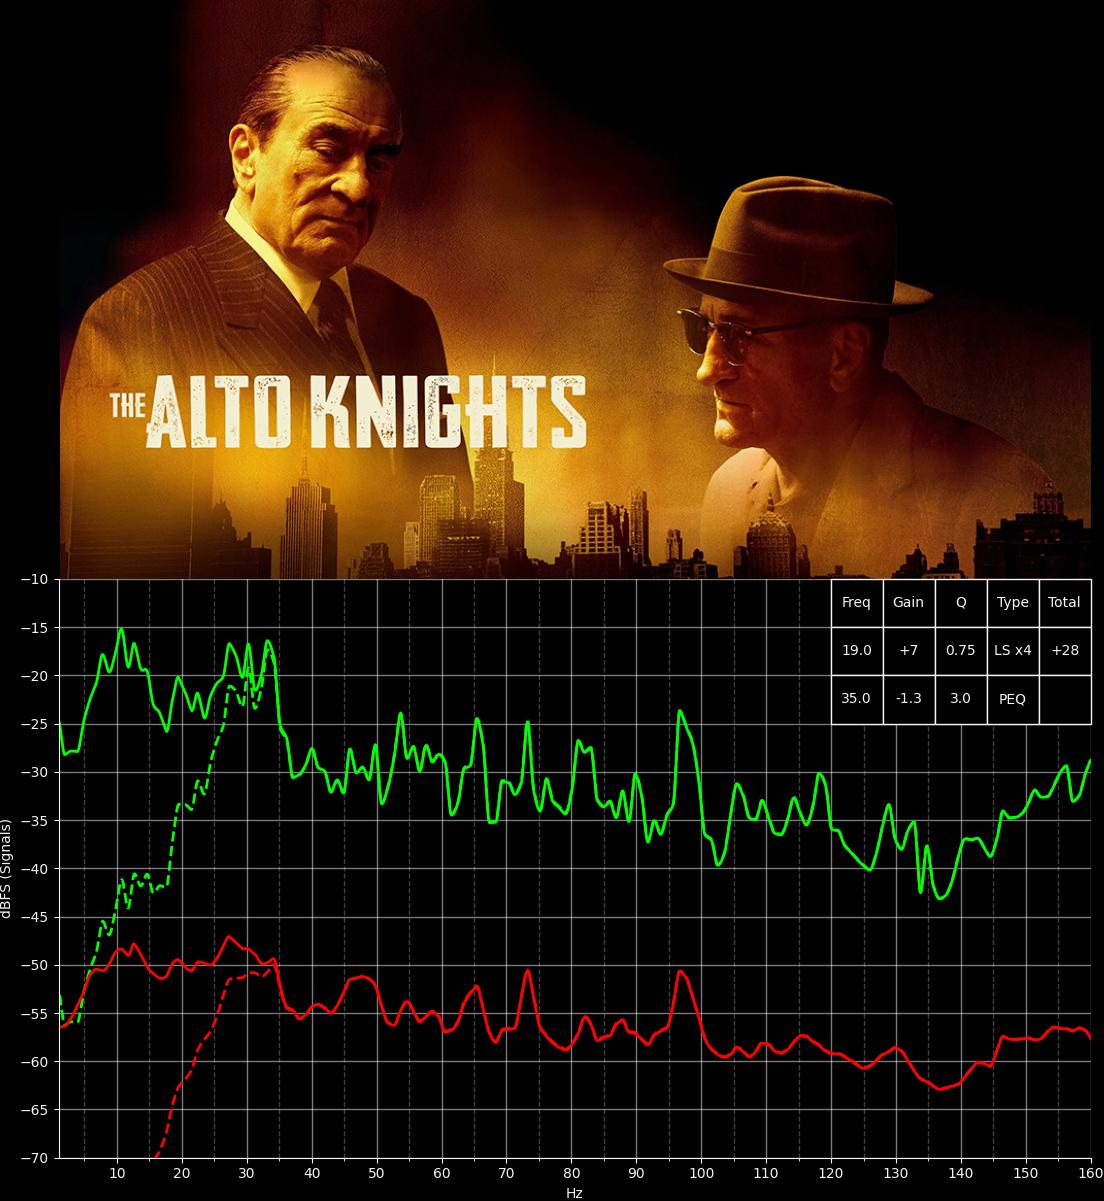 THE ALTO KNIGHTS
Freq Gain Q Type Total
19.0 +7 0.75 LS x4 +28
35.0 -1.3 3.0 PEQ
−10
−15
−20
−25
−30
−35
−40
−45
−50
−55
−60
−65
−70
dBFS (Signals)
10 20 30 40 50 60 70 80 90 100 110 120 130 140 150 160
Hz